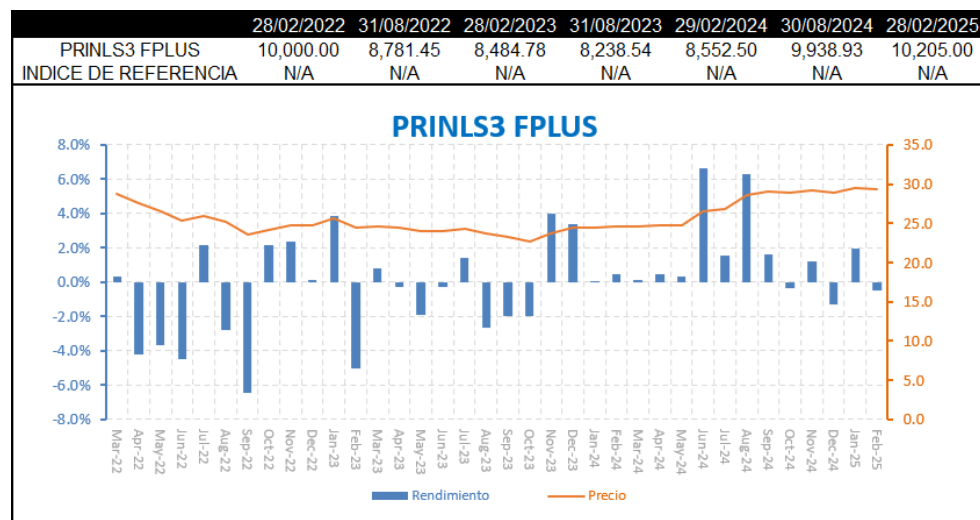 28/02/2022 31/08/2022 28/02/2023 31/08/2023 29/02/2024 30/08/2024 28/02/2025
PRINLS3 FPLUS 10,000.00 8,781.45 8,484.78 8,238.54 8,552.50 9,938.93 10,205.00
INDICE DE REFERENCIA N/A N/A N/A N/A N/A N/A N/A
PRINLS3 FPLUS
8.0% 35.0
6.0% 30.0
4.0% 25.0
2.0% 20.0
0.0% 15.0
-2.0% 10.0
-4.0% 5.0
-6.0% 0.0
-8.0%
Mar-22 Apr-22 May-22 Jun-22 Jul-22 Aug-22 Sep-22 Oct-22 Nov-22 Dec-22 Jan-23 Feb-23 Mar-23 Apr-23 May-23 Jun-23 Jul-23 Aug-23 Sep-23 Oct-23 Nov-23 Dec-23 Jan-24 Feb-24 Mar-24 Apr-24 May-24 Jun-24 Jul-24 Aug-24 Sep-24 Oct-24 Nov-24 Dec-24 Jan-25 Feb-25
Rendimiento Precio